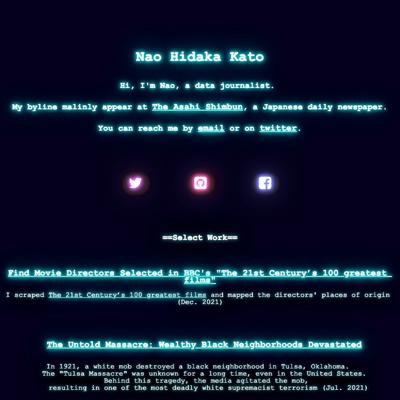 Nao Hidaka Kato
Hi, I'm Nao, a data journalist.
My byline malinly appear at The Asahi Shimbun, a Japanese daily newspaper.
You can reach me by email or on twitter.
==Select Work==
Find Movie Directors Selected in BBC's "The 21st Century's 100 greatest
films"
I scraped The 21st Century's 100 greatest films and mapped the directors' places of origin
(Dec. 2021)
The Untold Massacre: Wealthy Black Neighborhoods Devastated
In 1921, a white mob destroyed a black neighborhood in Tulsa, Oklahoma.
The "Tulsa Massacre" was unknown for a long time, even in the United States.
Behind this tragedy, the media agitated the mob,
resulting in one of the most deadly white supremacist terrorism (Jul. 2021)